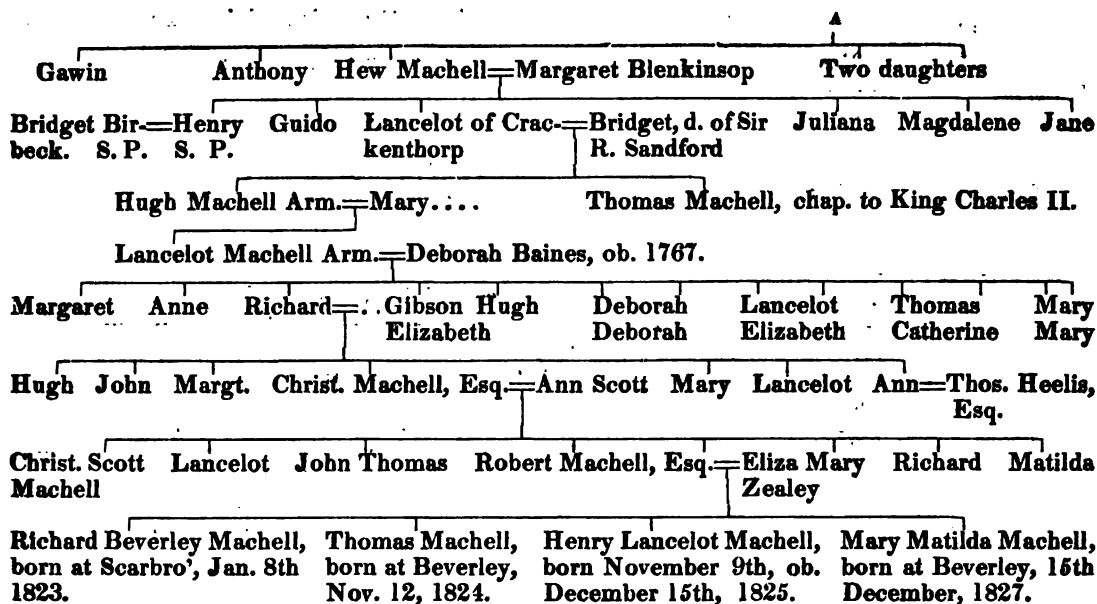 A
Gawin Anthony Hew Machell=Margaret Blenkinsop Two daughters
Bridget Bir-=Henry Guido Lancelot of Crac-=Bridget, d. of Sir Juliana Magdalene Jane
beck. S. P. S. P. kenthorp R. Sandford
Hugh Machell Arm.=Mary.... Thomas Machell, chap. to King Charles II.
Lancelot Machell Arm.=Deborah Baines, ob. 1767.
Margaret Anne Richard=.. Gibson Hugh Deborah Lancelot Thomas Mary
Elizabeth Deborah Elizabeth Catherine Mary
Hugh John Margt. Christ. Machell, Esq.=Ann Scott Mary Lancelot Ann=Thos. Heelis,
Esq.
Christ. Scott Lancelot John Thomas Robert Machell, Esq.=Eliza Mary Richard Matilda
Machell Zealey
Richard Beverley Machell, Thomas Machell, Henry Lancelot Machell, Mary Matilda Machell,
born at Scarbro', Jan. 8th born at Beverley, born November 9th, ob. born at Beverley, 15th
1823. Nov. 12, 1824. December 15th, 1825. December, 1827.